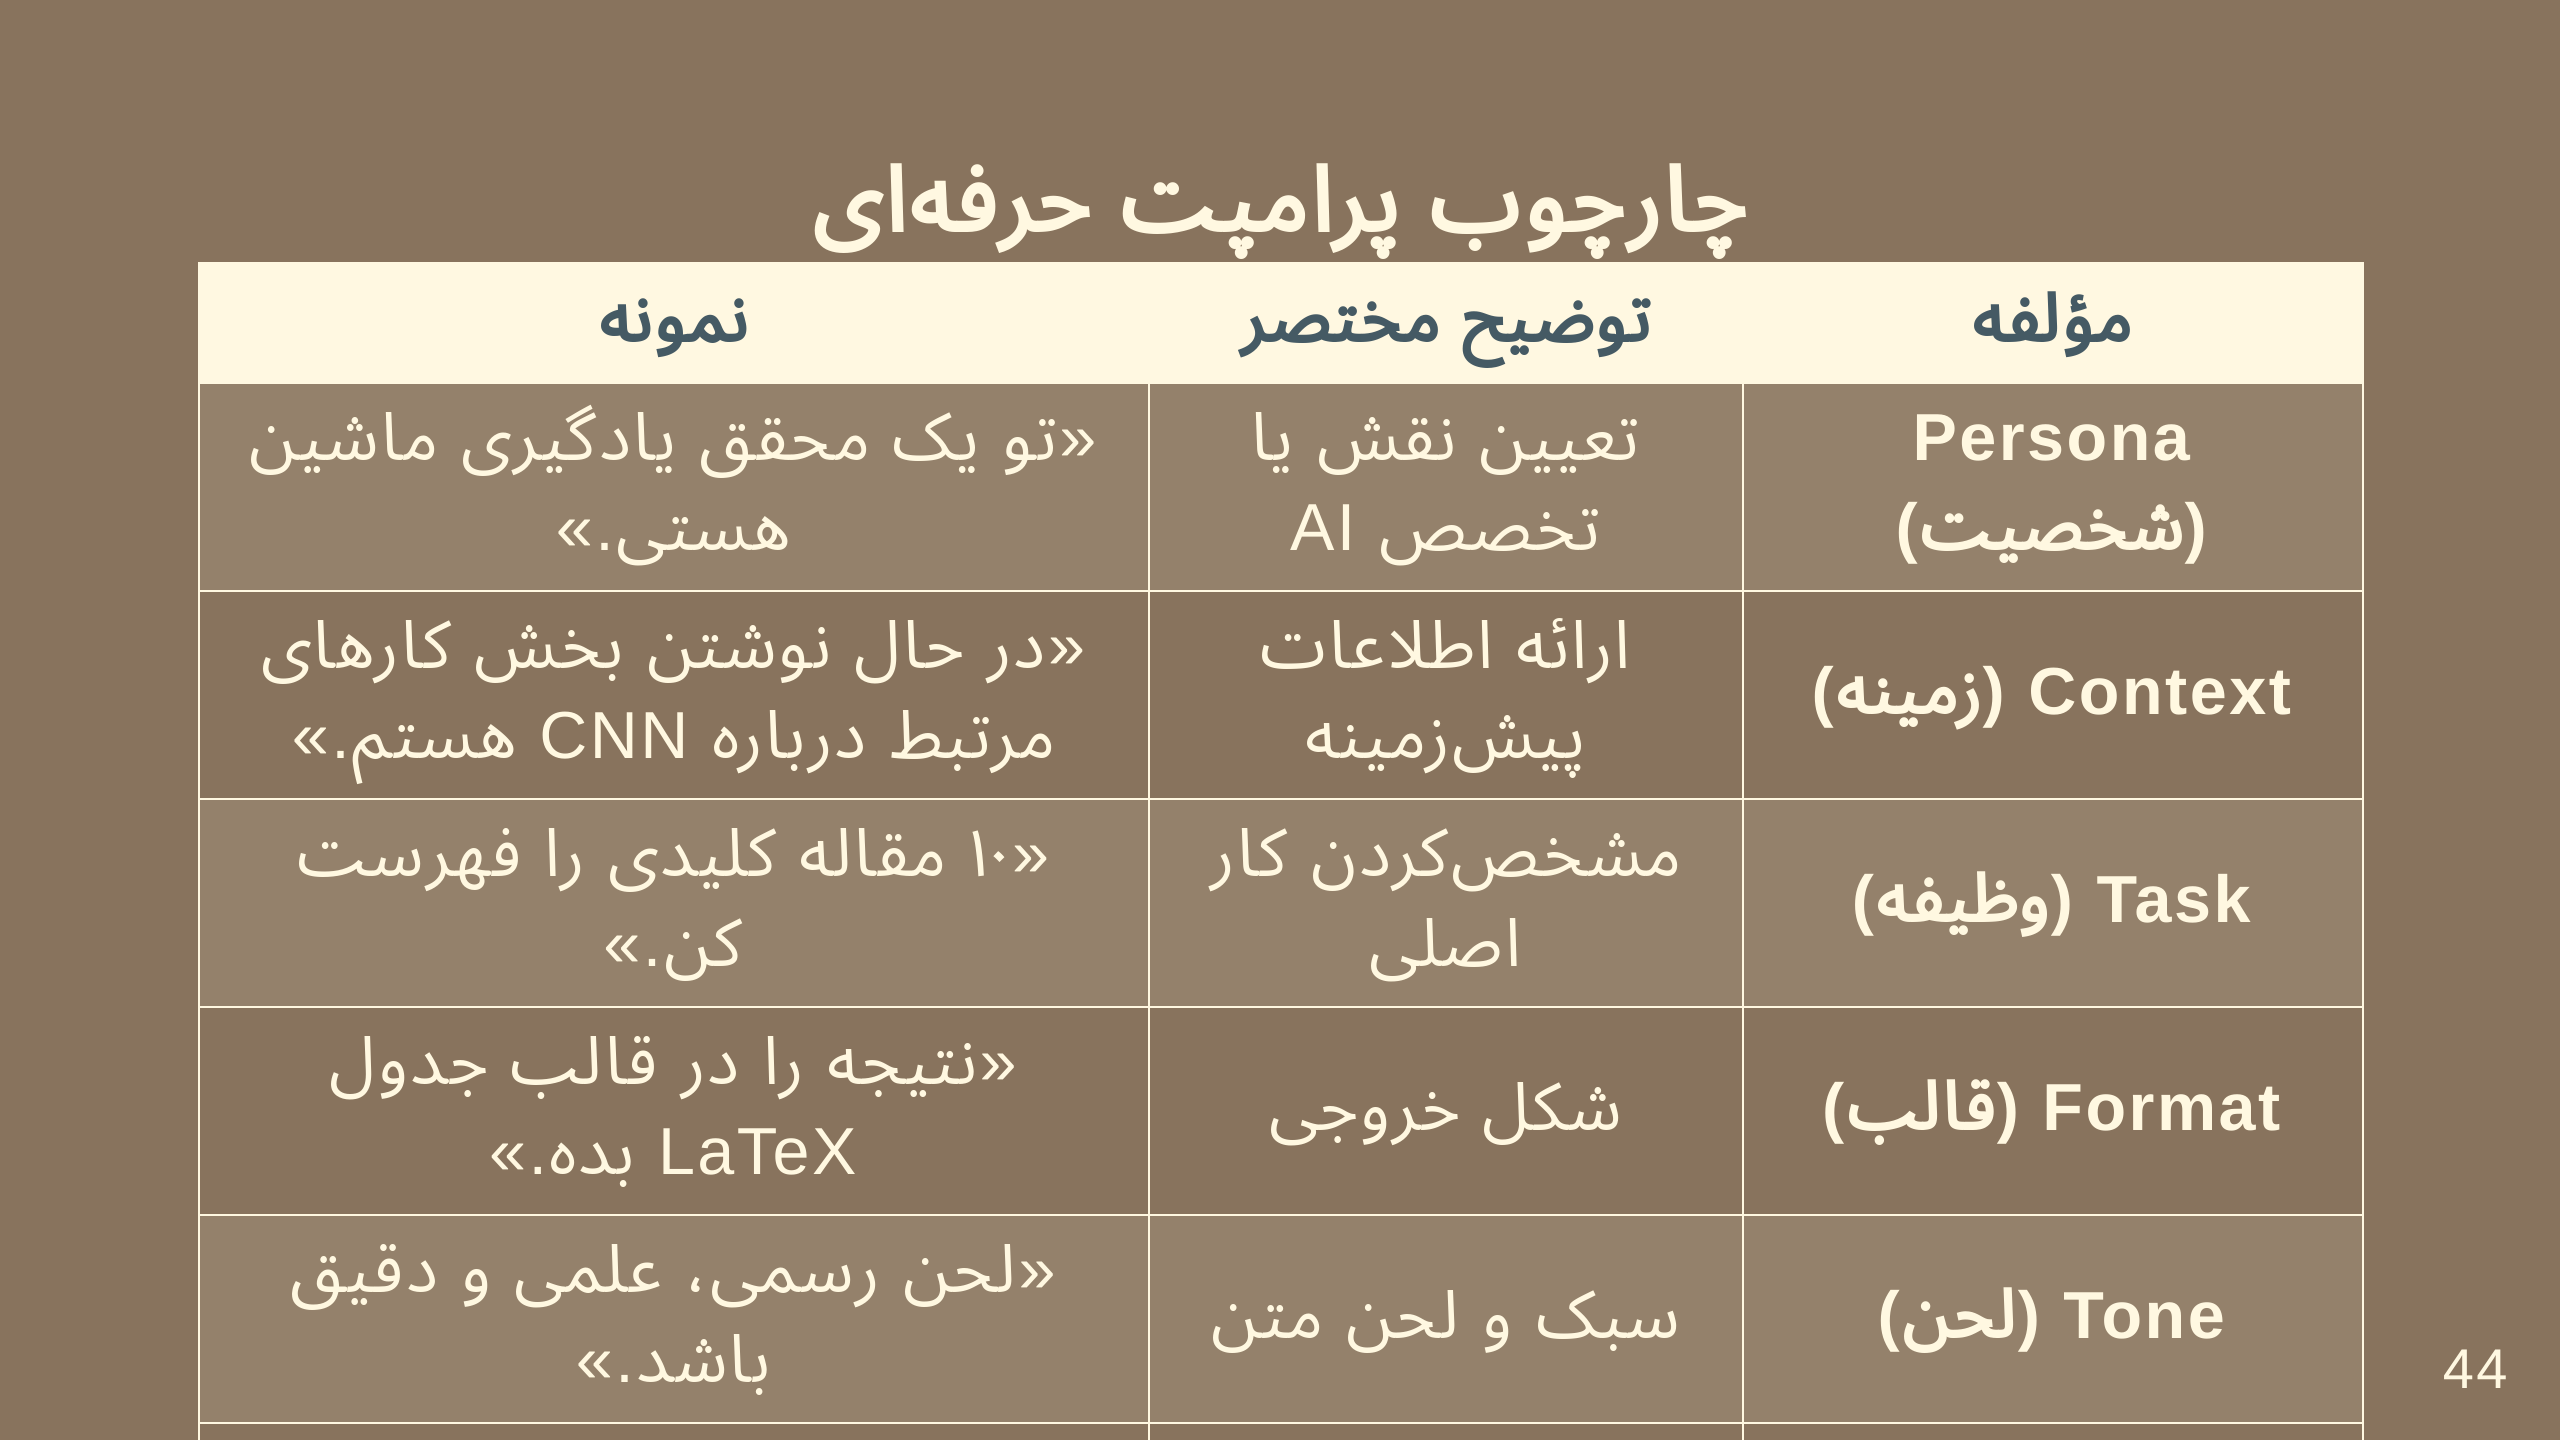 چارچوب پرامپت حرفه‌ای
مؤلفه
توضیح مختصر
نمونه
Persona
(شخصیت)
تعیین نقش یا
تخصص AI
«تو یک محقق یادگیری ماشین
هستی.»
Context (زمینه)
ارائه اطلاعات
پیش‌زمینه
«در حال نوشتن بخش کارهای
مرتبط درباره CNN هستم.»
Task (وظیفه)
مشخص‌کردن کار
اصلی
«۱۰ مقاله کلیدی را فهرست
کن.»
Format (قالب)
شکل خروجی
«نتیجه را در قالب جدول
LaTeX بده.»
Tone (لحن)
سبک و لحن متن
«لحن رسمی، علمی و دقیق
باشد.»
44